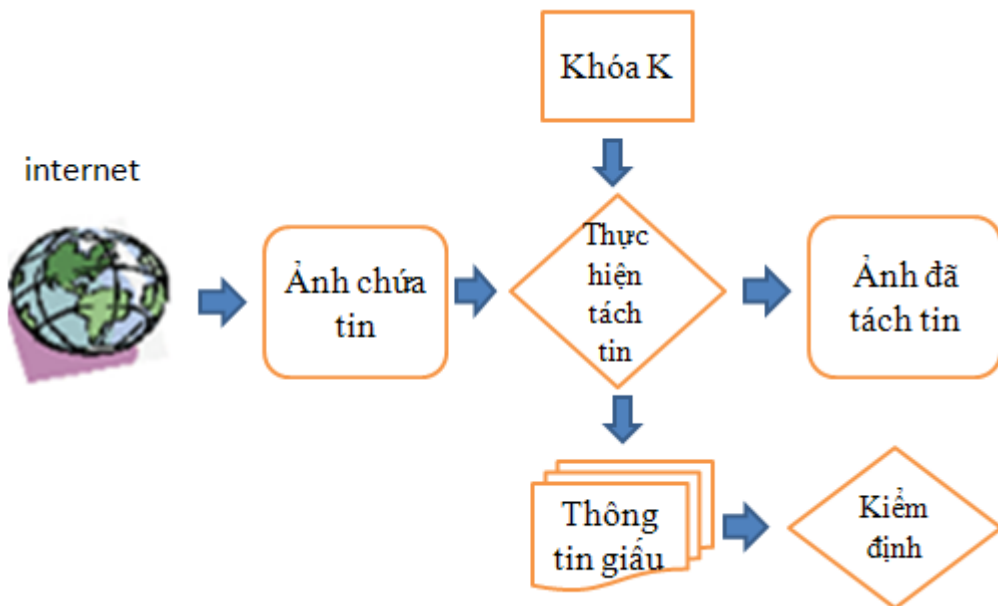 Khóa K
internet
Ảnh chứa
tin
Thực
hiện
tách
tin
Ảnh đã
tách tin
Thông
tin giấu
Kiểm
định